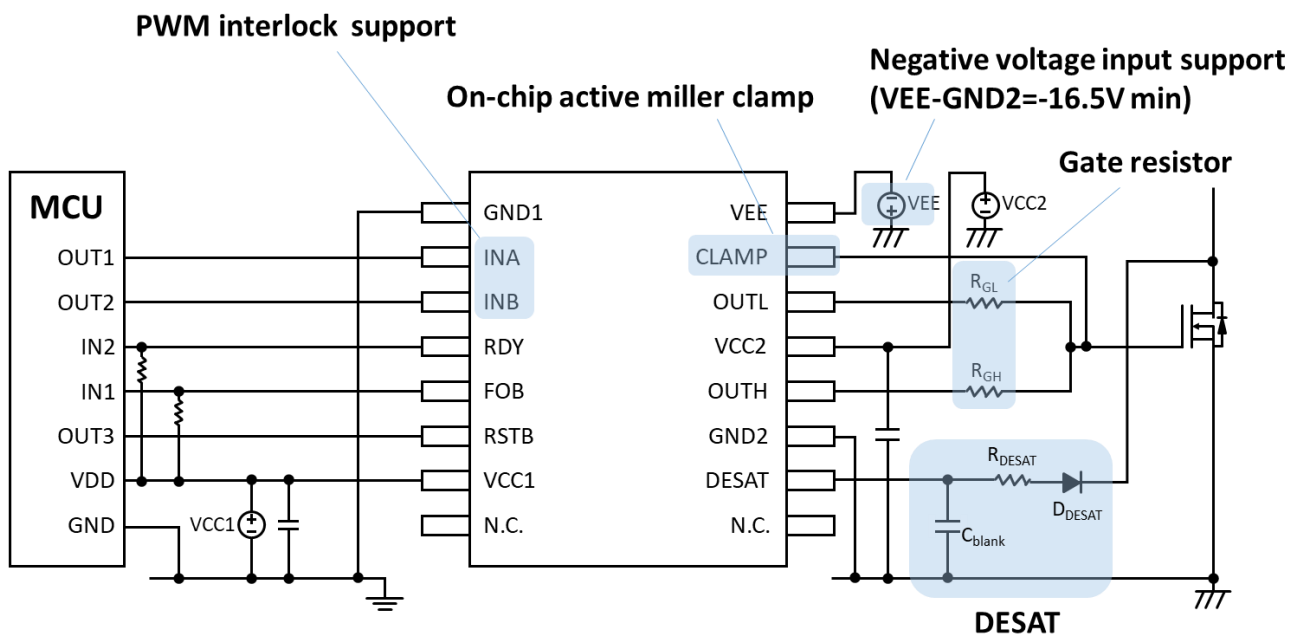 PWM interlock support
On-chip active miller clamp
Negative voltage input support
(VEE-GND2=-16.5V min)
Gate resistor
MCU
OUT1
OUT2
IN2
IN1
OUT3
VDD
GND
VCC1
GND1
INA
INB
RDY
FOB
RSTB
VCC1
N.C.
VEE
CLAMP
OUTL
VCC2
OUTH
GND2
DESAT
N.C.
VEE
VCC2
RGL
RGH
RDESAT
DDESAT
Cblank
DESAT